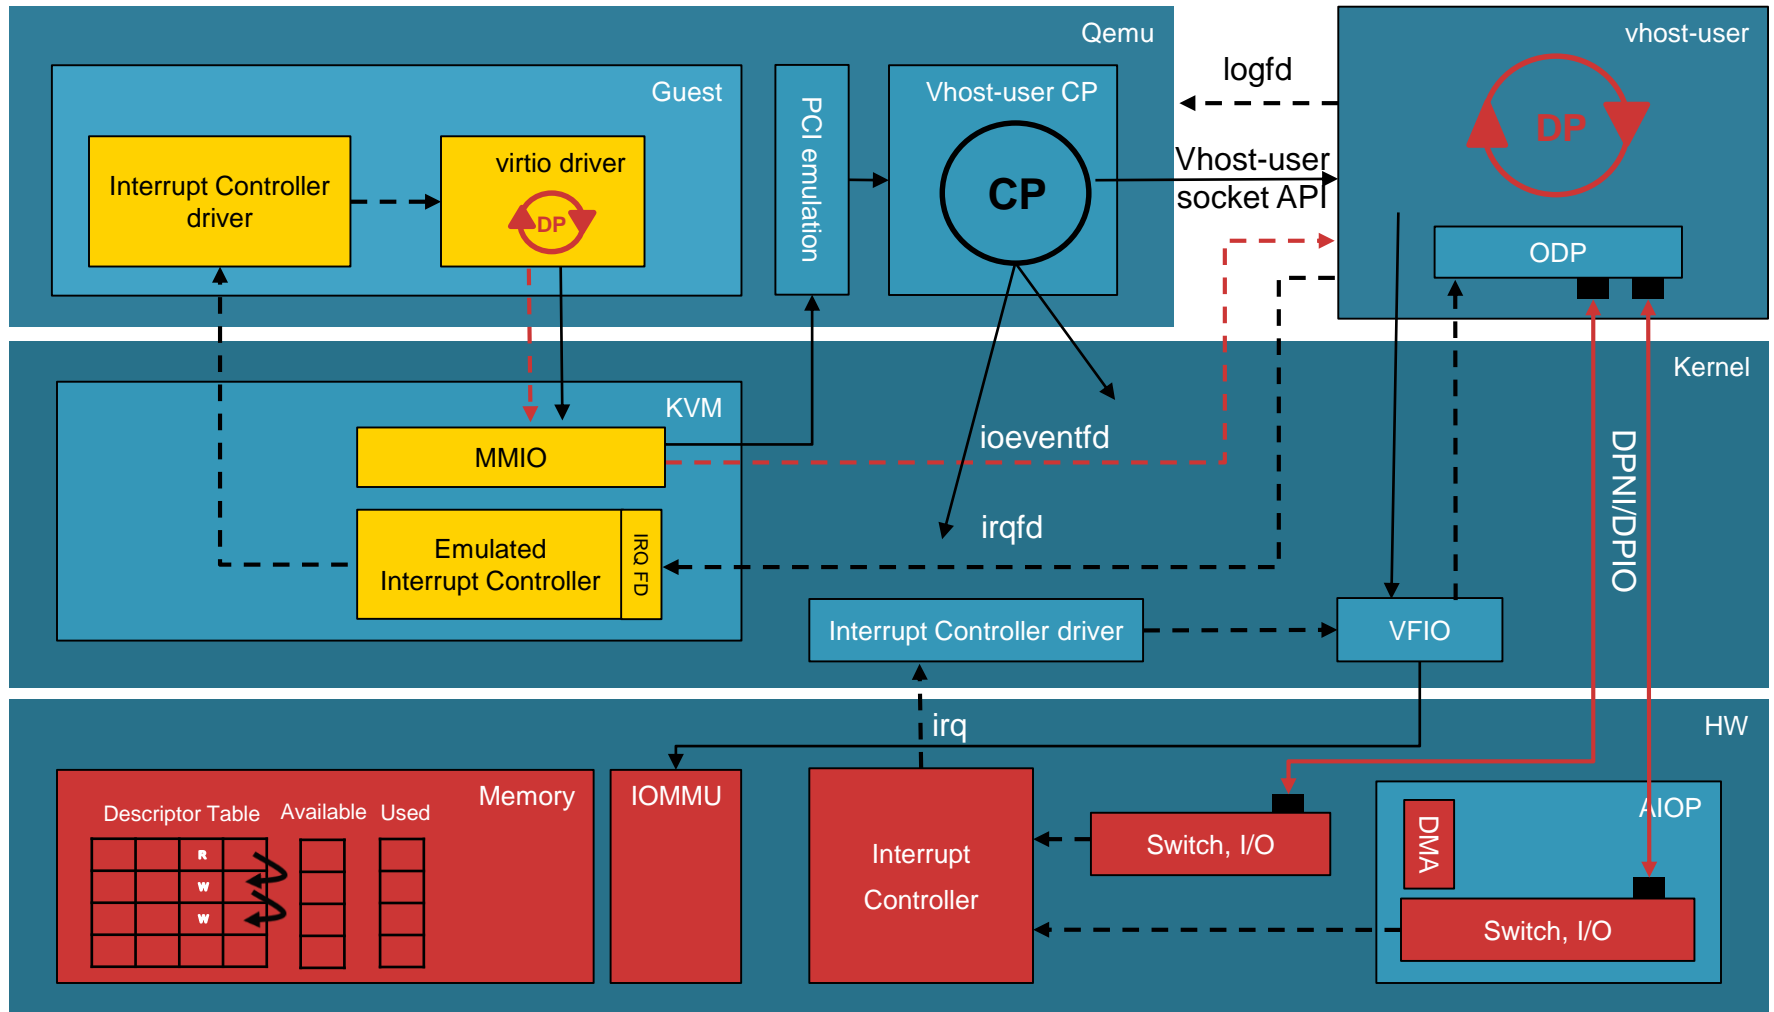 Qemu
vhost-user
Guest
PCI emulation
Vhost-user CP
logfd
DP
Interrupt Controller
driver
virtio driver
DP
CP
Vhost-user
socket API
ODP
Kernel
KVM
MMIO
ioeventfd
DPNI/DPIO
Emulated
Interrupt Controller
IRQ FD
irqfd
Interrupt Controller driver
VFIO
irq
HW
Memory
Descriptor Table
Available
Used
R
W
W
IOMMU
Interrupt
Controller
Switch, I/O
AIOP
DMA
Switch, I/O